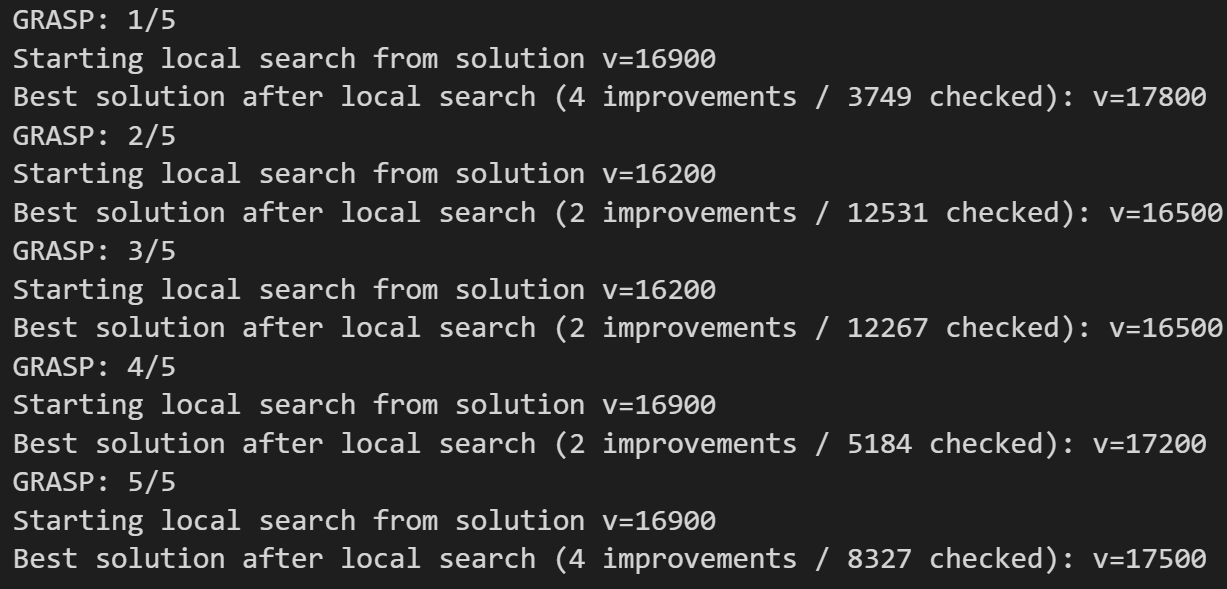 GRASP: 1/5
Starting local search from solution v=16900
Best solution after local search (4 improvements / 3749 checked): v=17800
GRASP: 2/5
Starting local search from solution v=16200
Best solution after local search (2 improvements / 12531 checked): v=16500
GRASP: 3/5
Starting local search from solution v=16200
Best solution after local search (2 improvements / 12267 checked): v=16500
GRASP: 4/5
Starting local search from solution v=16900
Best solution after local search (2 improvements / 5184 checked): v=17200
GRASP: 5/5
Starting local search from solution v=16900
Best solution after local search (4 improvements / 8327 checked): v=17500